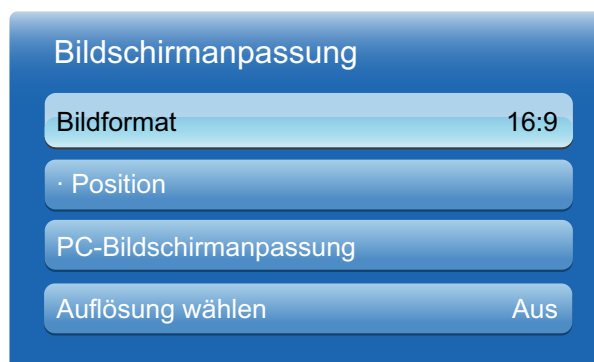 Bildschirmanpassung
Bildformat 16:9
· Position
PC-Bildschirmanpassung
Auflösung wählen Aus